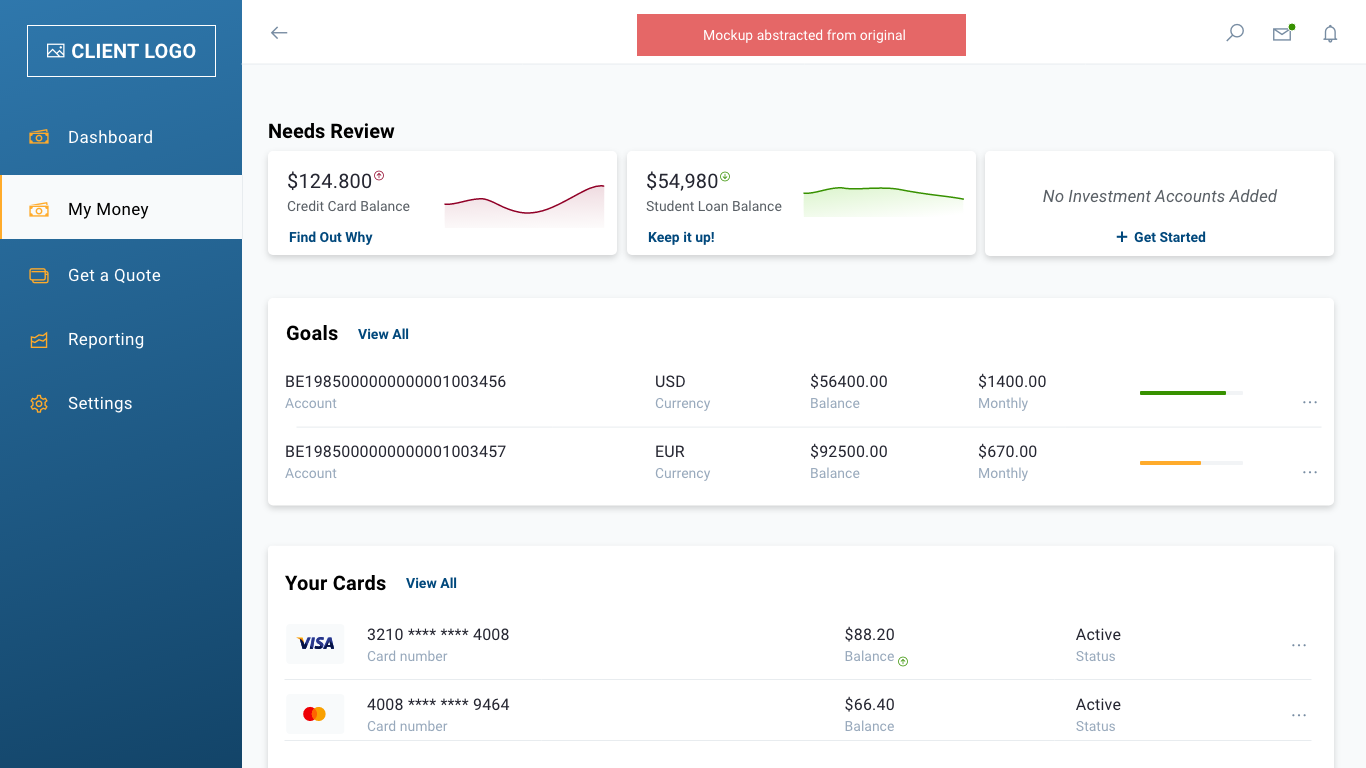 CLIENT LOGO
Mockup abstracted from original
Dashboard
My Money
Get a Quote
Reporting
Settings
Needs Review
$124.800
Credit Card Balance
Find Out Why
$54,980
Student Loan Balance
Keep it up!
No Investment Accounts Added
+ Get Started
Goals View All
BE1985000000000001003456 USD $56400.00 $1400.00
Account Currency Balance Monthly
BE1985000000000001003457 EUR $92500.00 $670.00
Account Currency Balance Monthly
Your Cards View All
VISA 3210 **** **** 4008 $88.20 Active
Card number Balance Status
4008 **** **** 9464 $66.40 Active
Card number Balance Status